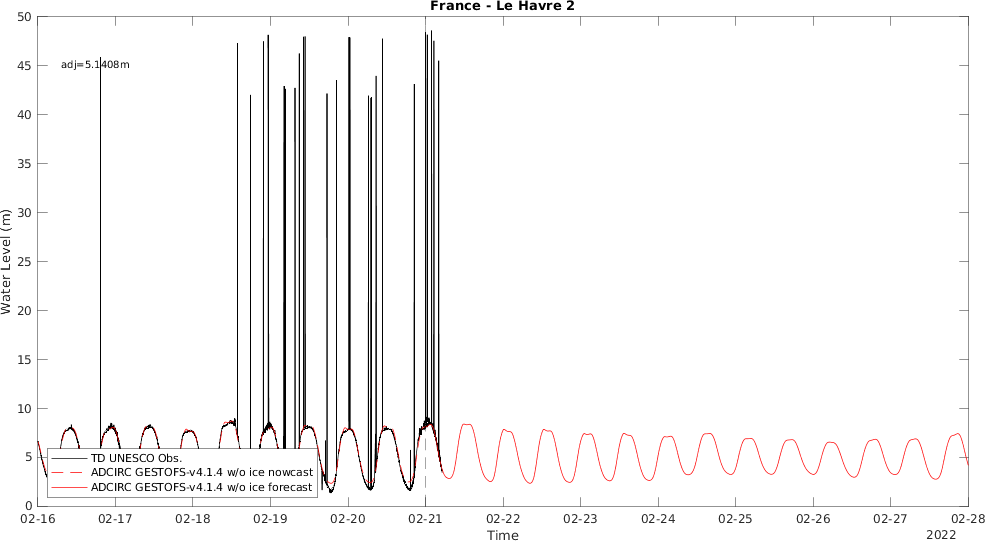 France - Le Havre 2
50
45
40
35
30
25
20
15
10
5
0
Water Level (m)
adj=5.1408m
TD UNESCO Obs.
ADCIRC GESTOFS-v4.1.4 w/o ice nowcast
ADCIRC GESTOFS-v4.1.4 w/o ice forecast
02-16 02-17 02-18 02-19 02-20 02-21 02-22 02-23 02-24 02-25 02-26 02-27 02-28
Time
2022